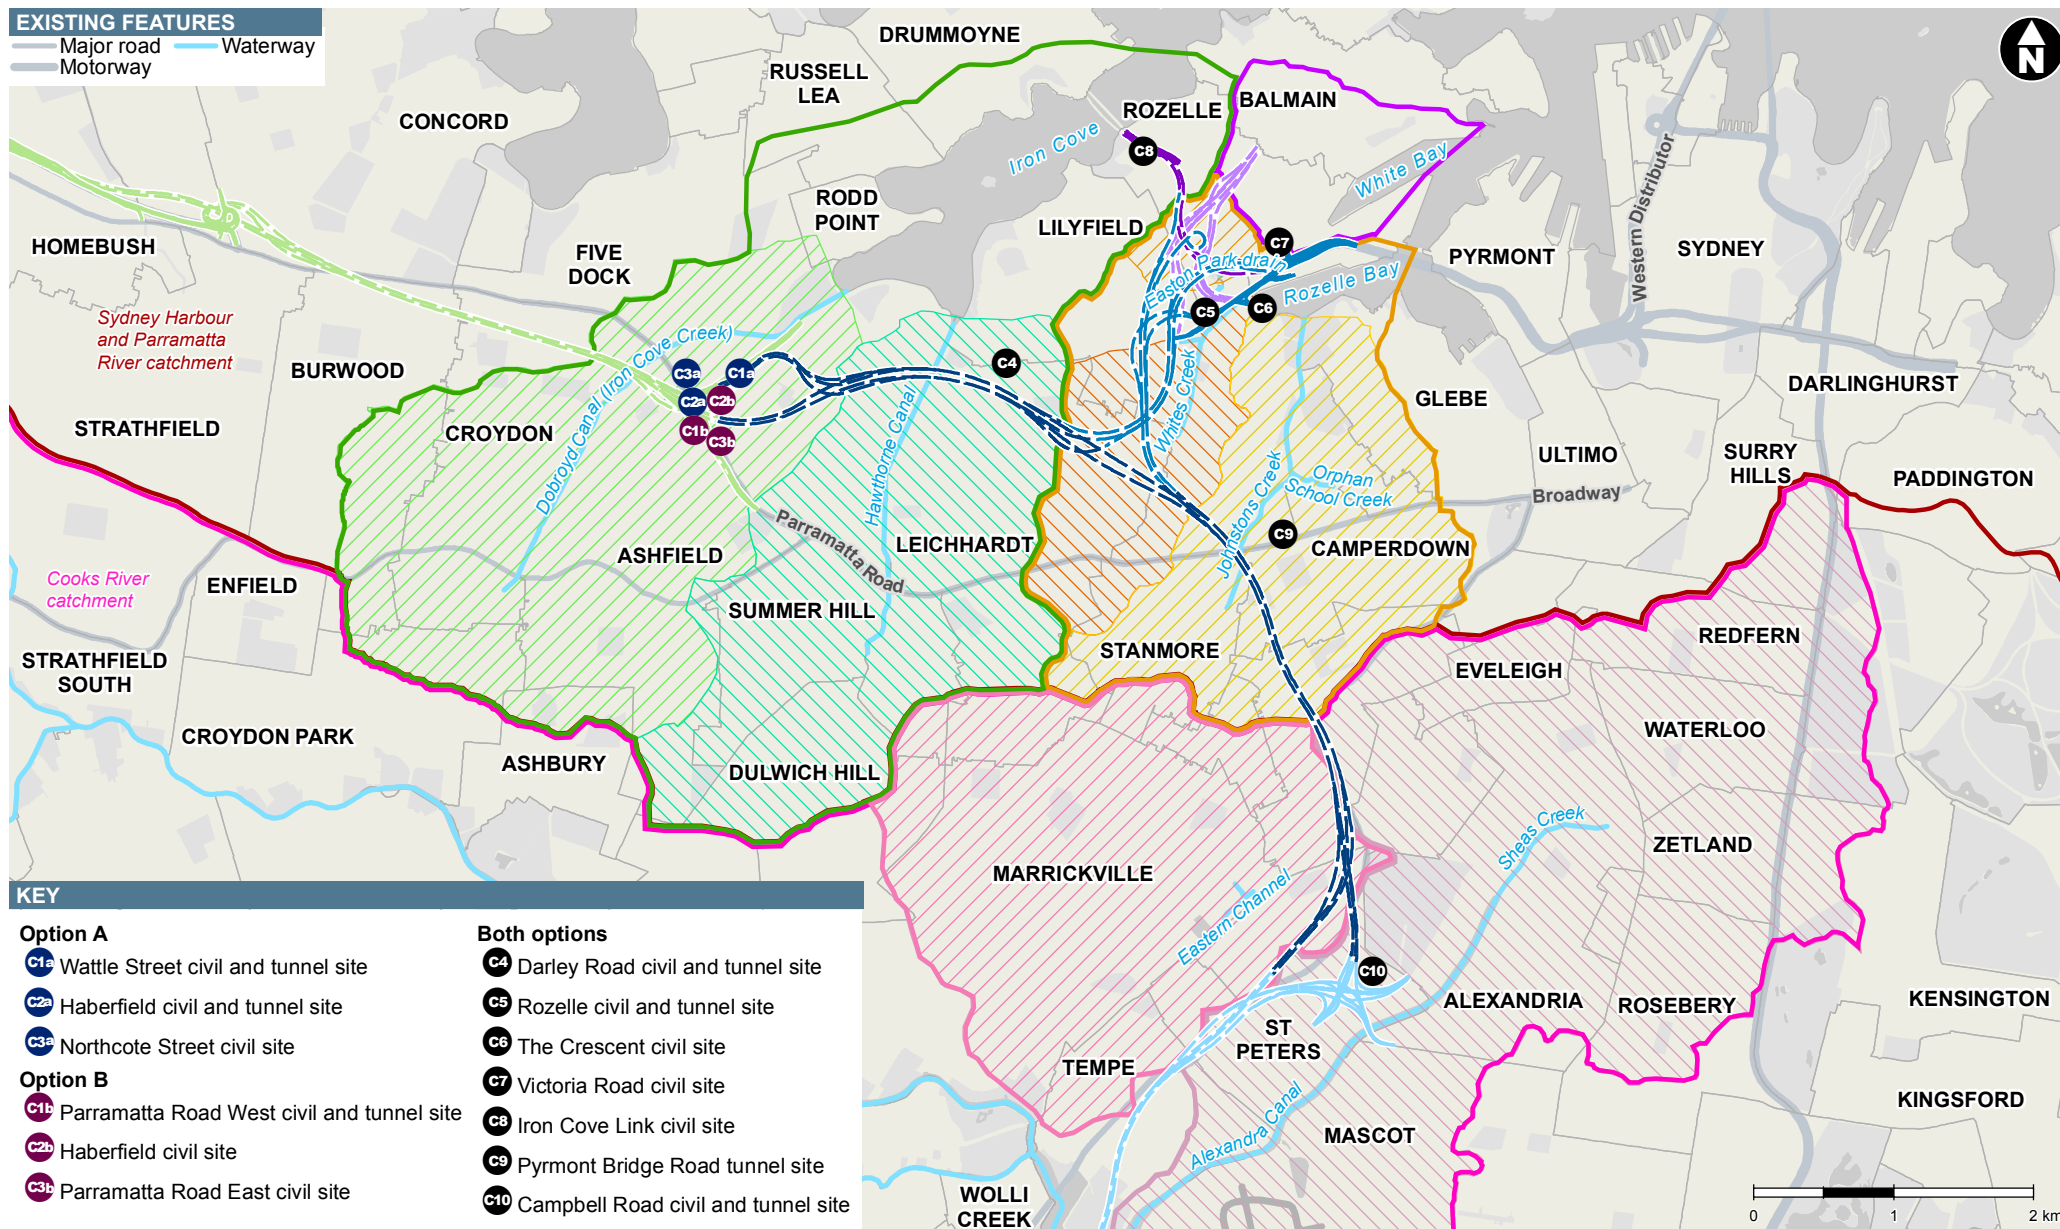 EXISTING FEATURES
Major road
Waterway
Motorway
N
DRUMMOYNE
RUSSELL
LEA
CONCORD
ROZELLE
BALMAIN
Iron Cove
C8
White Bay
Western Distributor
RODD
POINT
LILYFIELD
HOMEBUSH
FIVE
DOCK
C7
PYRMONT
SYDNEY
Easton Park drain
Rozelle Bay
C5
C6
Sydney Harbour
and Parramatta
River catchment
BURWOOD
Dobroyd Canal (Iron Cove Creek)
C3a
C1a
C2a
C2b
C1b
C3b
C4
Hawthorne Canal
Whites Creek
DARLINGHURST
GLEBE
STRATHFIELD
CROYDON
ULTIMO
SURRY
HILLS
PADDINGTON
Orphan
School Creek
Johnstons Creek
Broadway
Parramatta Road
C9
ASHFIELD
LEICHHARDT
CAMPERDOWN
Cooks River
catchment
ENFIELD
SUMMER HILL
STANMORE
REDFERN
EVELEIGH
STRATHFIELD
SOUTH
WATERLOO
CROYDON PARK
ASHBURY
DULWICH HILL
Sheas Creek
ZETLAND
MARRICKVILLE
Eastern Channel
C10
ALEXANDRIA
ROSEBERY
KENSINGTON
ST
PETERS
TEMPE
KINGSFORD
Alexandra Canal
MASCOT
WOLLI
CREEK
0
1
2 km
KEY
Option A
C1a Wattle Street civil and tunnel site
C2a Haberfield civil and tunnel site
C3a Northcote Street civil site
Option B
C1b Parramatta Road West civil and tunnel site
C2b Haberfield civil site
C3b Parramatta Road East civil site
Both options
C4 Darley Road civil and tunnel site
C5 Rozelle civil and tunnel site
C6 The Crescent civil site
C7 Victoria Road civil site
C8 Iron Cove Link civil site
C9 Pyrmont Bridge Road tunnel site
C10 Campbell Road civil and tunnel site